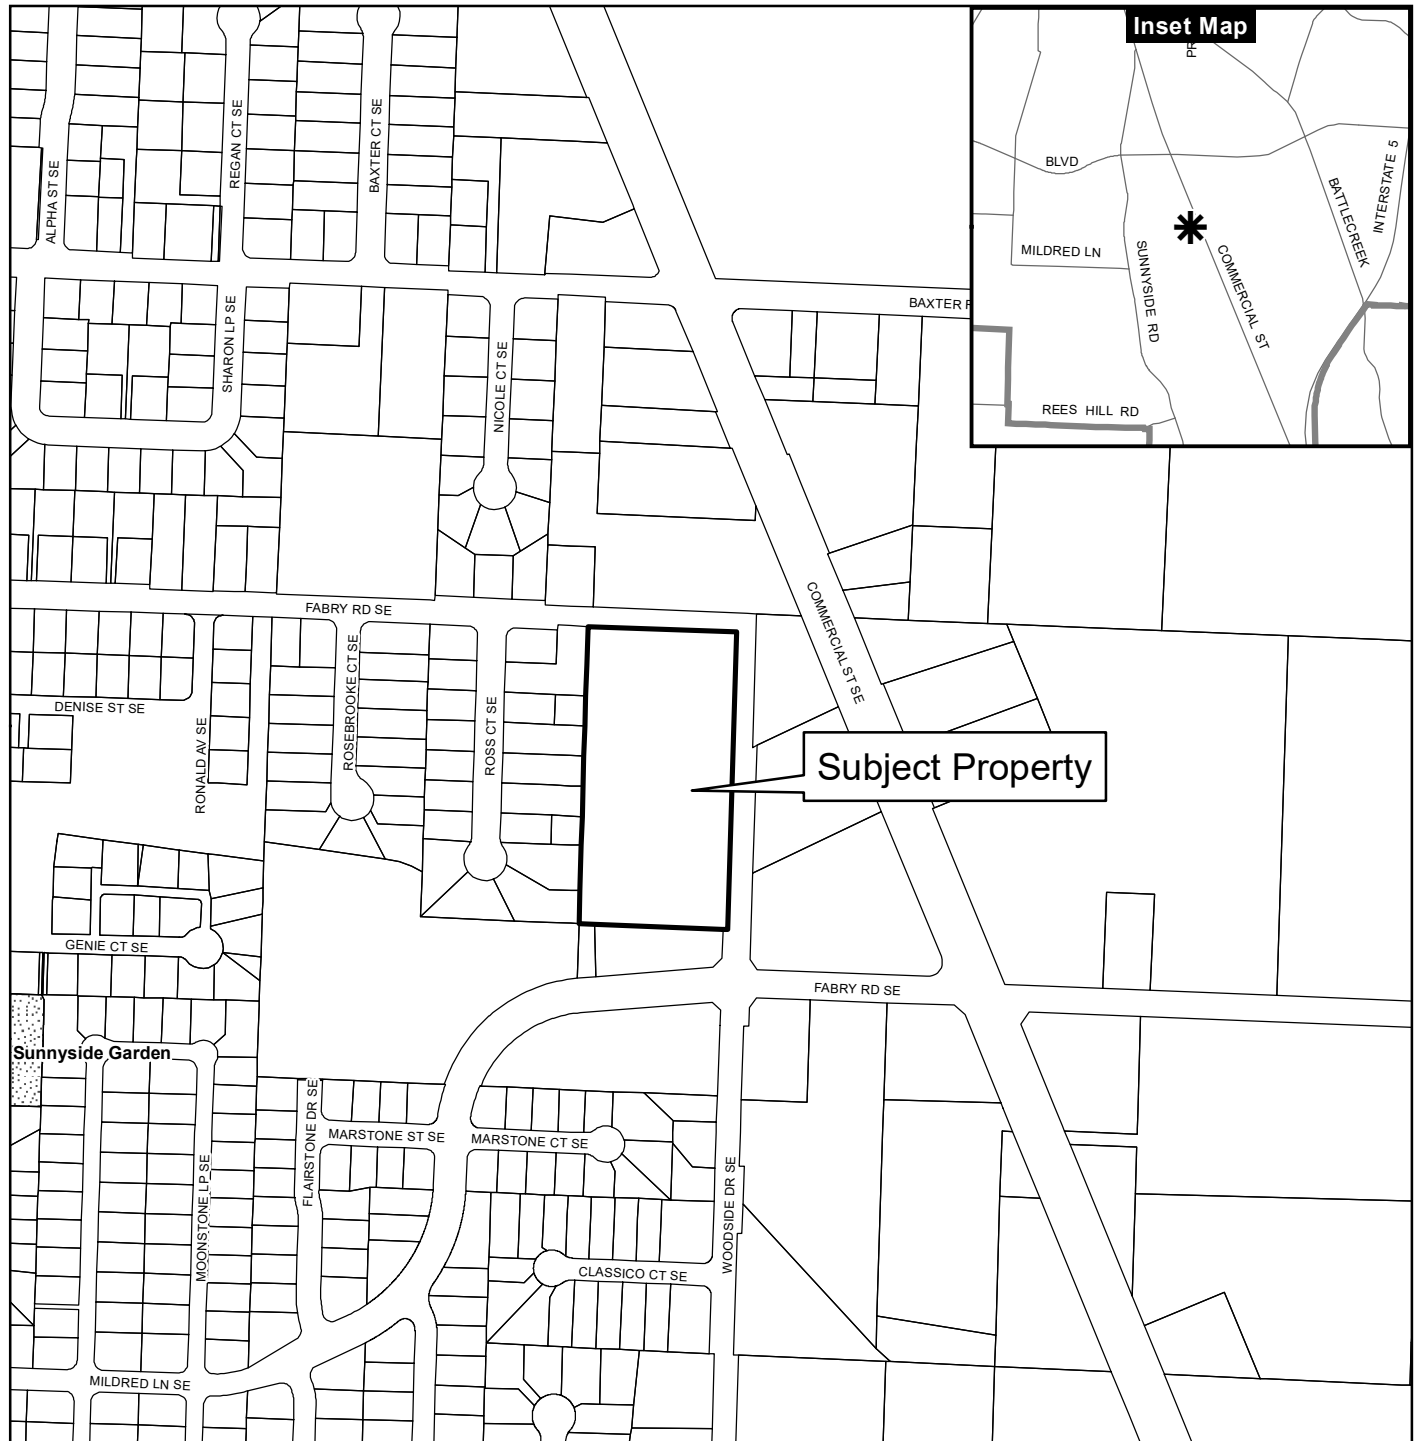 Inset Map
PR
BLVD
INTERSTATE 5
BATTLECREEK
MILDRED LN
SUNNYSIDE RD
COMMERCIAL ST
REES HILL RD
REGAN CT SE
BAXTER CT SE
ALPHA ST SE
BAXTER R
SHARON LP SE
NICOLE CT SE
COMMERCIAL ST SE
FABRY RD SE
ROSEBROOKE CT SE
DENISE ST SE
ROSS CT SE
RONALD AV SE
Subject Property
GENIE CT SE
FABRY RD SE
Sunnyside Garden
FLAIRSTONE DR SE
MARSTONE ST SE
MARSTONE CT SE
MOONSTONE LP SE
WOODSIDE DR SE
CLASSICO CT SE
MILDRED LN SE